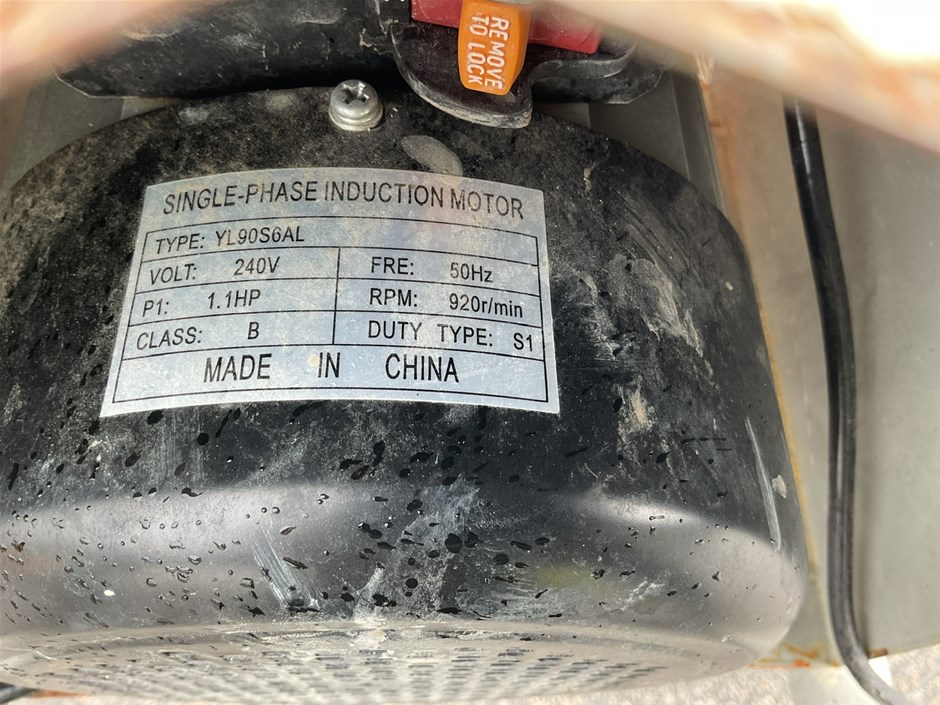 REMOVE
TO LOCK
SINGLE-PHASE INDUCTION MOTOR
TYPE: YL90S6AL
VOLT: 240V FRE: 50Hz
P1: 1.1HP RPM: 920r/min
CLASS: B DUTY TYPE: S1
MADE IN CHINA